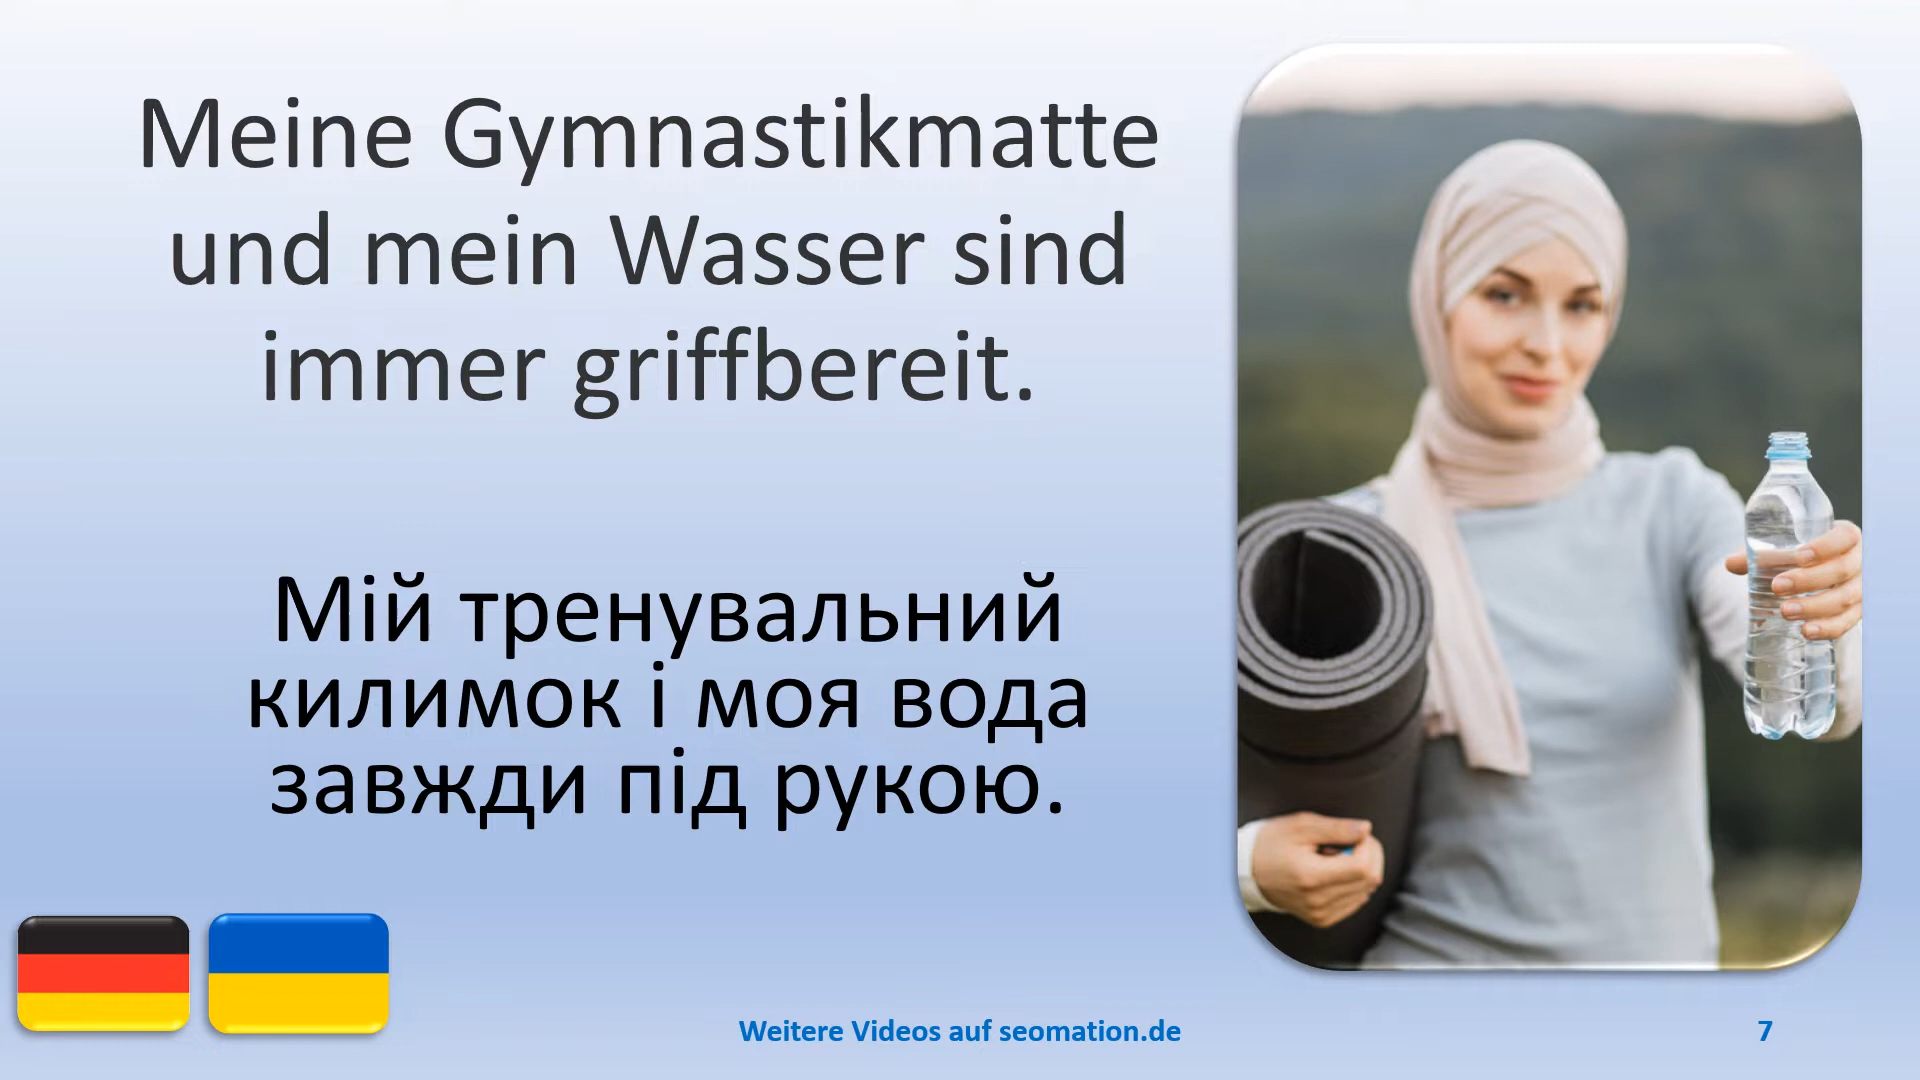 Meine Gymnastikmatte
und mein Wasser sind
immer griffbereit.
Мій тренувальний
килимок і моя вода
завжди під рукою.
Weitere Videos auf seomation.de
7